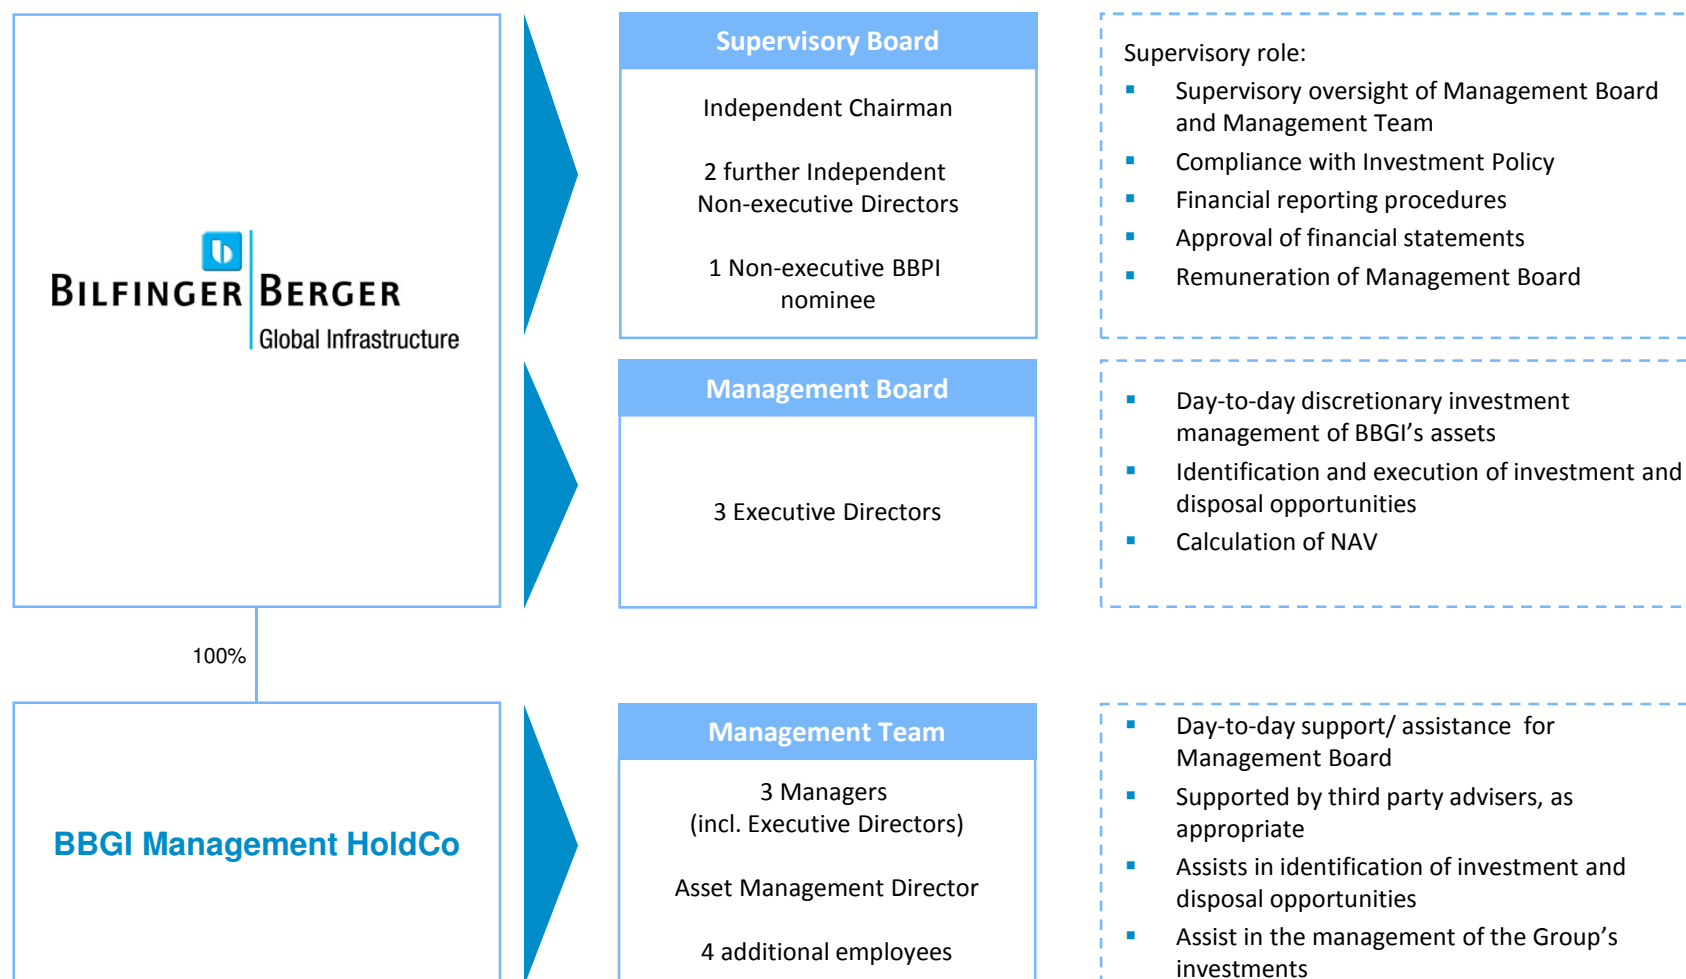 BILFINGER BERGER
Global Infrastructure
Supervisory Board
Independent Chairman
2 further Independent
Non-executive Directors
1 Non-executive BBPI
nominee
Supervisory role:
▪ Supervisory oversight of Management Board
and Management Team
▪ Compliance with Investment Policy
▪ Financial reporting procedures
▪ Approval of financial statements
▪ Remuneration of Management Board
Management Board
3 Executive Directors
▪ Day-to-day discretionary investment
management of BBGI’s assets
▪ Identification and execution of investment and
disposal opportunities
▪ Calculation of NAV
100%
BBGI Management HoldCo
Management Team
3 Managers
(incl. Executive Directors)
Asset Management Director
4 additional employees
▪ Day-to-day support/ assistance  for
Management Board
▪ Supported by third party advisers, as
appropriate
▪ Assists in identification of investment and
disposal opportunities
▪ Assist in the management of the Group’s
investments